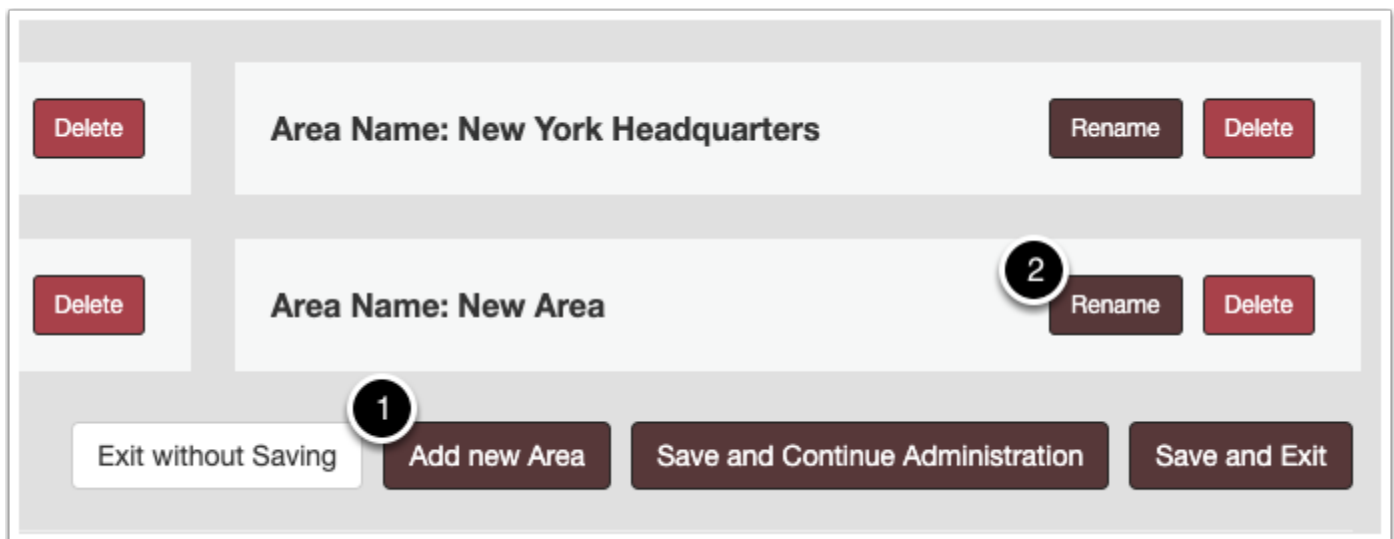 Delete
Area Name: New York Headquarters
Rename
Delete
Delete
Area Name: New Area
2
Rename
Delete
1
Exit without Saving
Add new Area
Save and Continue Administration
Save and Exit